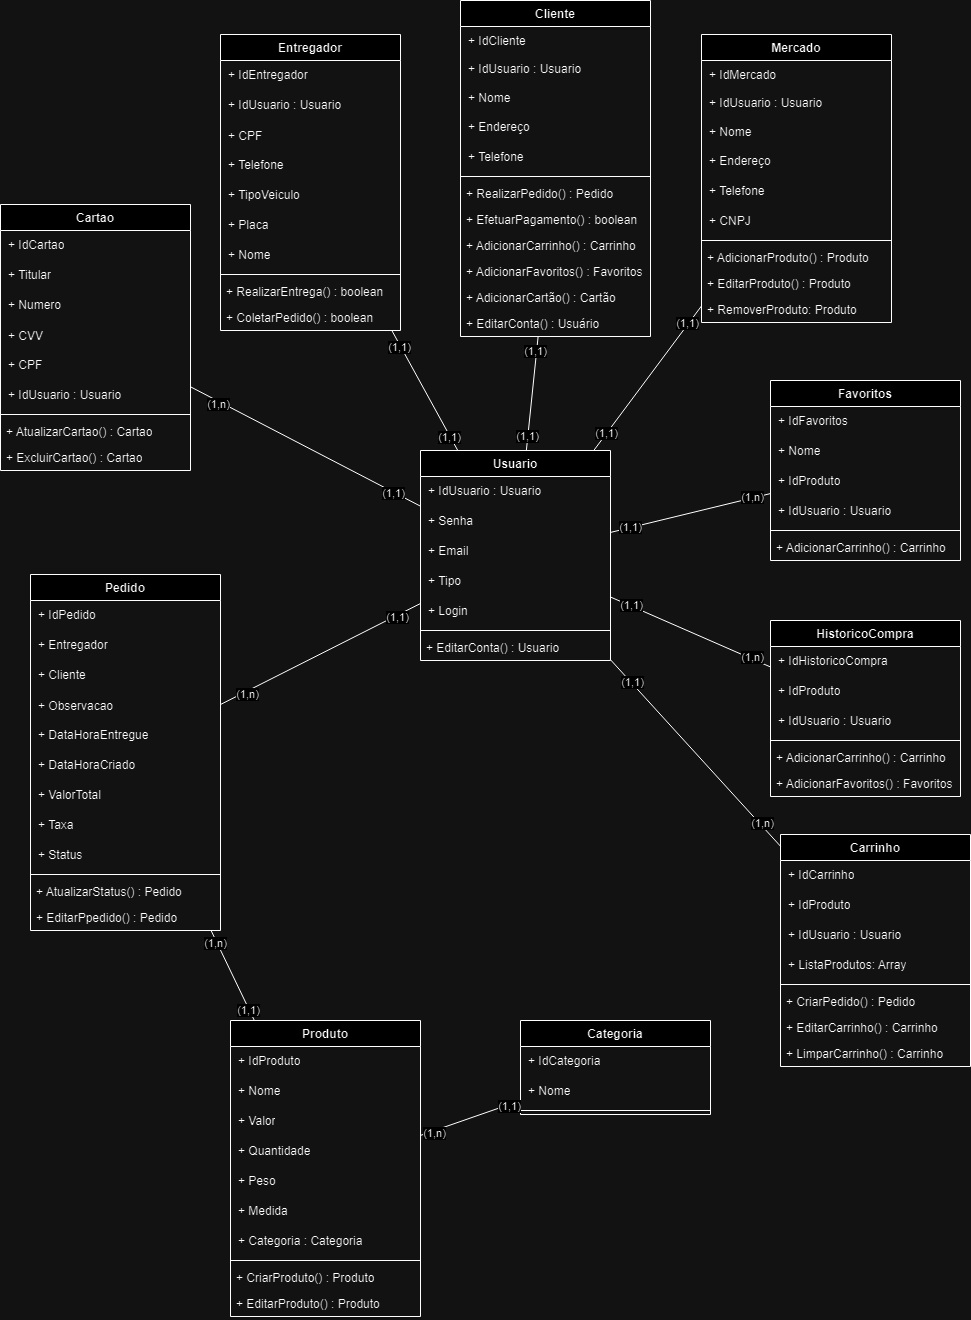 Cliente
+ IdCliente
+ IdUsuario : Usuario
+ Nome
+ Endereço
+ Telefone
+ RealizarPedido() : Pedido
+ EfetuarPagamento() : boolean
+ AdicionarCarrinho() : Carrinho
+ AdicionarFavoritos() : Favoritos
+ AdicionarCartão() : Cartão
+ EditarConta() : Usuário
(1,1)
(1,1)
Entregador
+ IdEntregador
+ IdUsuario : Usuario
+ CPF
+ Telefone
+ TipoVeiculo
+ Placa
+ Nome
+ RealizarEntrega() : boolean
+ ColetarPedido() : boolean
(1,1)
(1,1)
Mercado
+ IdMercado
+ IdUsuario : Usuario
+ Nome
+ Endereço
+ Telefone
+ CNPJ
+ AdicionarProduto() : Produto
+ EditarProduto() : Produto
+ RemoverProduto: Produto
(1,1)
(1,1)
Cartao
+ IdCartao
+ Titular
+ Numero
+ CVV
+ CPF
+ IdUsuario : Usuario
+ AtualizarCartao() : Cartao
+ ExcluirCartao() : Cartao
(1,n)
(1,1)
Usuário
+ IdUsuario : Usuario
+ Senha
+ Email
+ Tipo
+ Login
+ EditarConta() : Usuario
Favoritos
+ IdFavoritos
+ Nome
+ IdProduto
+ IdUsuario : Usuario
+ AdicionarCarrinho() : Carrinho
(1,n)
(1,1)
Pedido
+ IdPedido
+ Entregador
+ Cliente
+ Observacao
+ DataHoraEntregue
+ DataHoraCriado
+ ValorTotal
+ Taxa
+ Status
+ AtualizarStatus() : Pedido
+ EditarPpedido() : Pedido
(1,1)
(1,n)
HistoricoCompra
+ IdHistoricoCompra
+ IdProduto
+ IdUsuario : Usuario
+ AdicionarCarrinho() : Carrinho
+ AdicionarFavoritos() : Favoritos
(1,1)
(1,n)
(1,1)
(1,n)
Carrinho
+ IdCarrinho
+ IdProduto
+ IdUsuario : Usuario
+ ListaProdutos: Array
+ CriarPedido() : Pedido
+ EditarCarrinho() : Carrinho
+ LimparCarrinho() : Carrinho
(1,n)
(1,1)
Produto
+ IdProduto
+ Nome
+ Valor
+ Quantidade
+ Peso
+ Medida
+ Categoria : Categoria
+ CriarProduto() : Produto
+ EditarProduto() : Produto
Categoria
+ IdCategoria
+ Nome
(1,1)
(1,n)